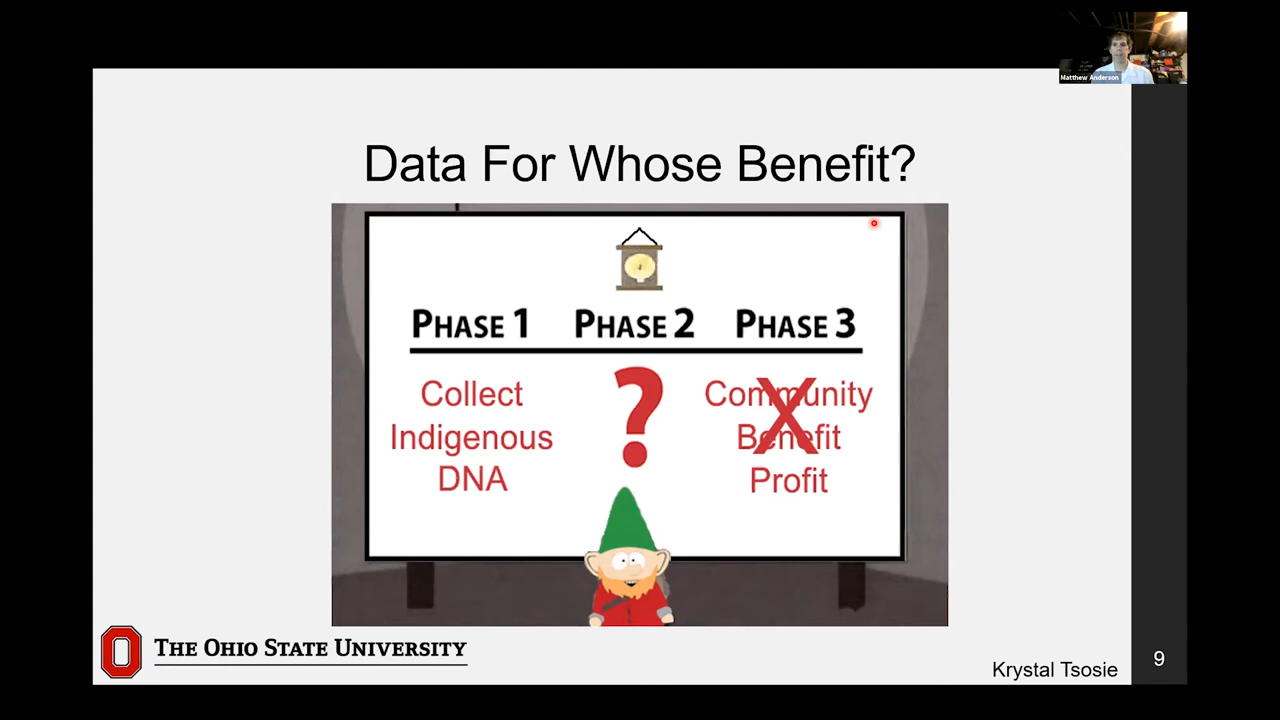 Matthew Anderson
Data For Whose Benefit?
PHASE 1 PHASE 2 PHASE 3
Collect
Indigenous
DNA
?
Community
Benefit
Profit
THE OHIO STATE UNIVERSITY
Krystal Tsosie
9